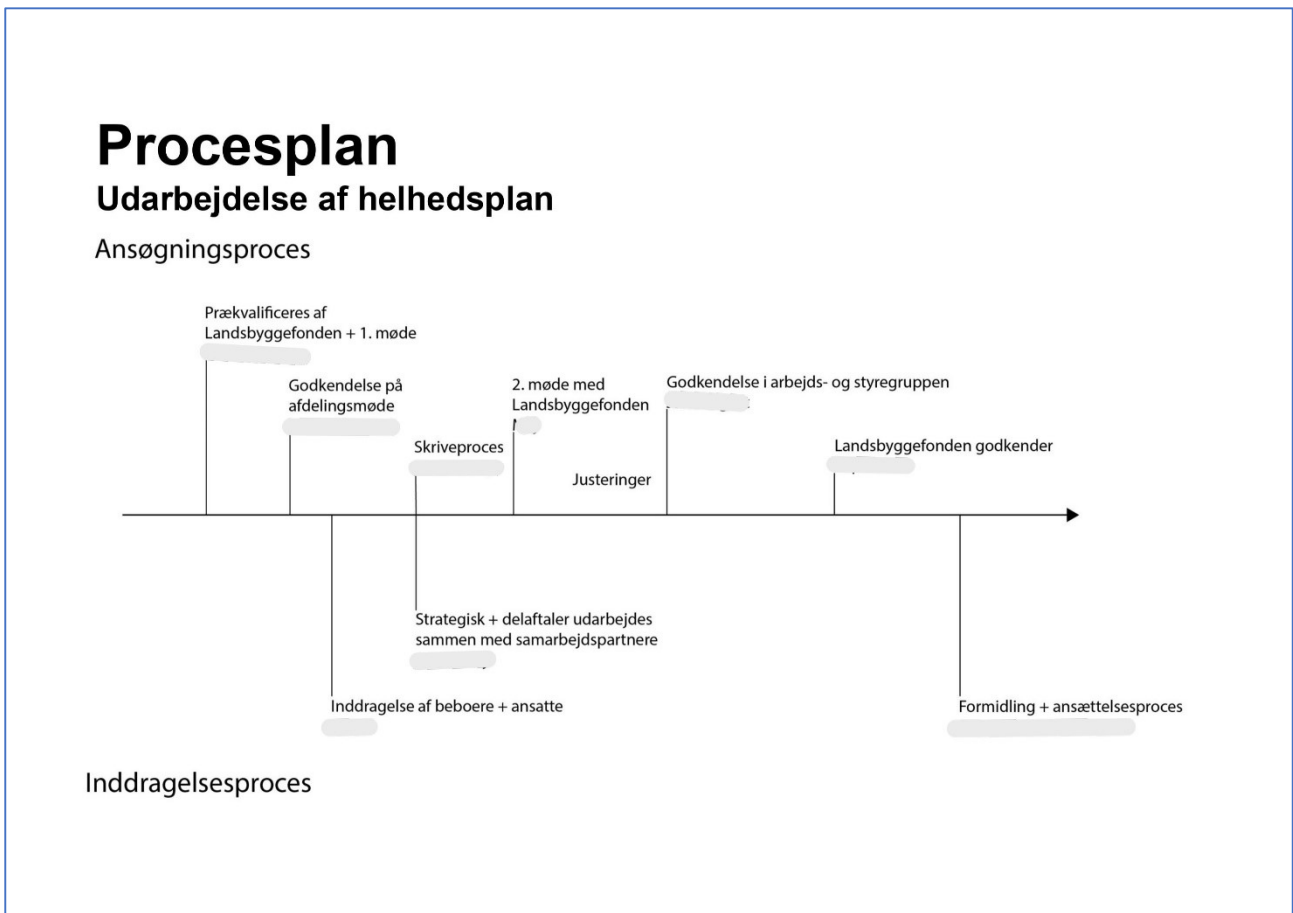 Procesplan
Udarbejdelse af helhedsplan
Ansøgningsproces
Prækvalificeres af
Landsbyggefonden + 1. møde
Godkendelse på
afdelingsmøde
Skriveproces
2. møde med
Landsbyggefonden
Justeringer
Godkendelse i arbejds- og styregruppen
Landsbyggefonden godkender
Strategisk + delaftaler udarbejdes
sammen med samarbejdspartnere
Inddragelse af beboere + ansatte
Formidling + ansættelsesproces
Inddragelsesproces